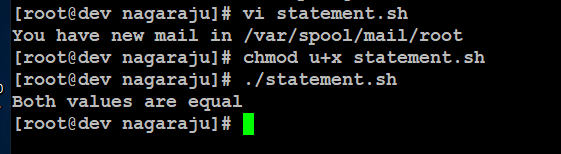 [root@dev nagaraju]# vi statement.sh
You have new mail in /var/spool/mail/root
[root@dev nagaraju]# chmod u+x statement.sh
[root@dev nagaraju]# ./statement.sh
Both values are equal
[root@dev nagaraju]#